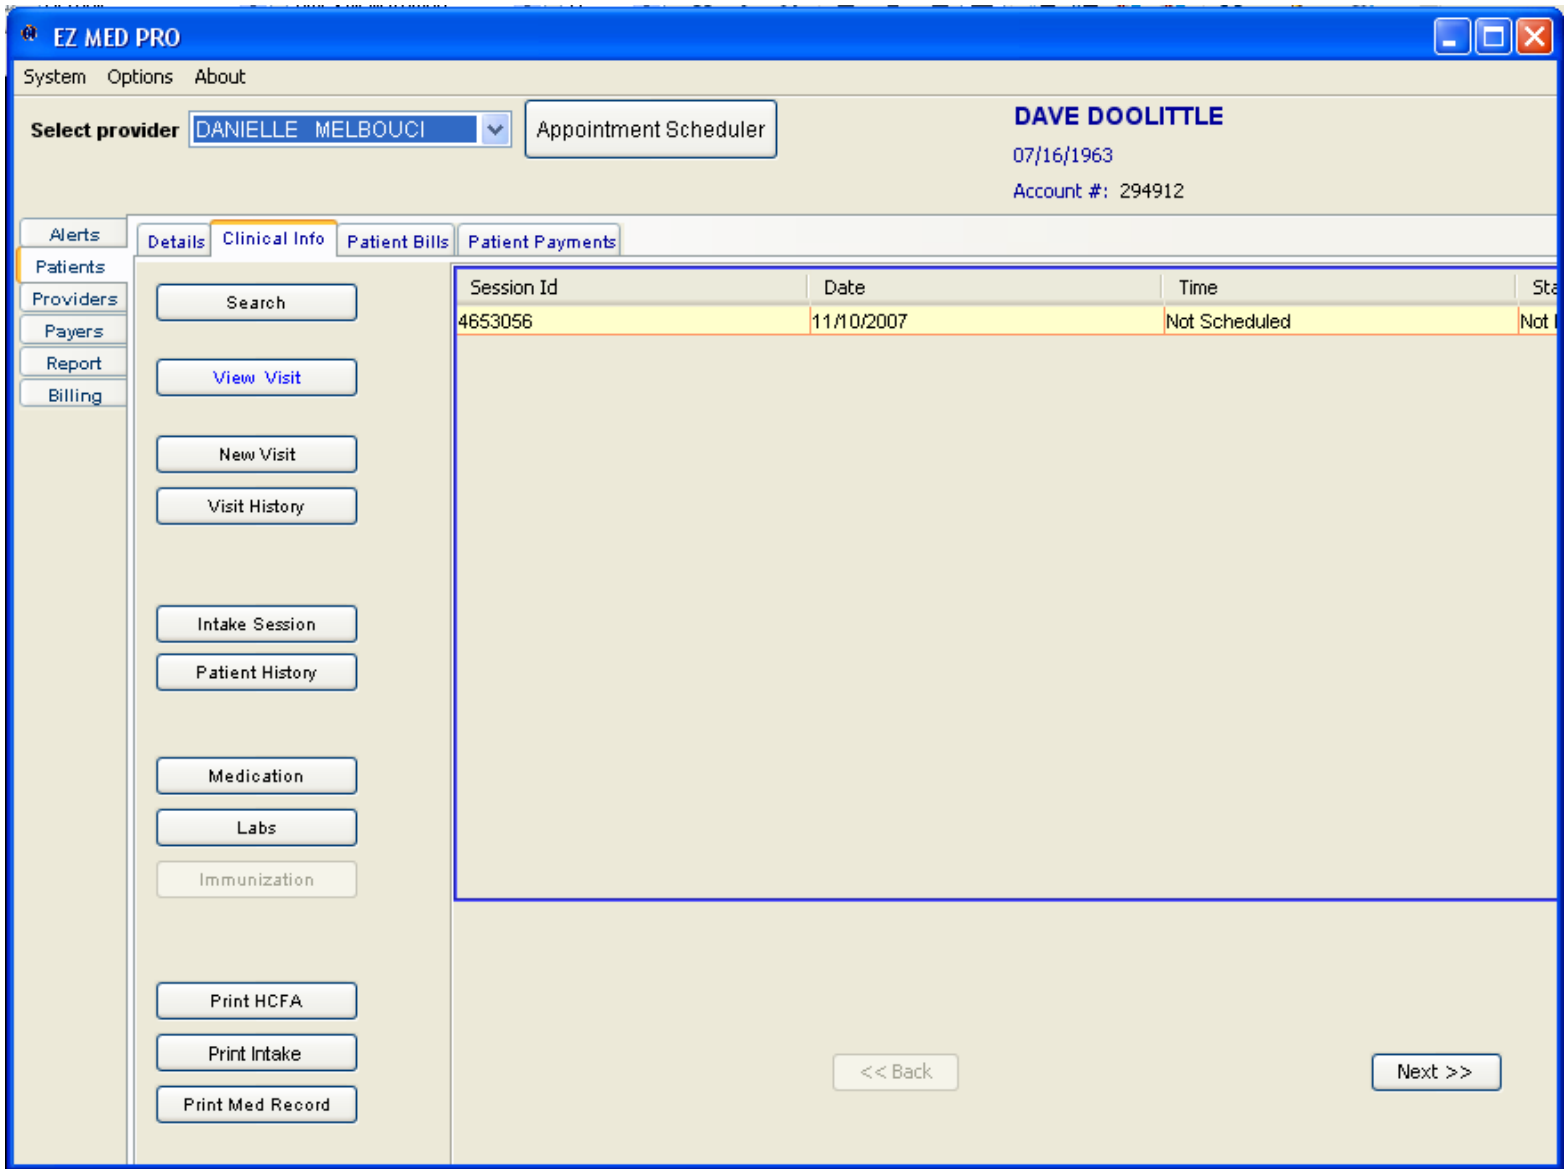 EZ MED PRO
System Options About
Select provider DANIELLE MELBOUCI Appointment Scheduler
DAVE DOOLITTLE
07/16/1963
Account #: 294912
Alerts
Patients
Providers
Payers
Report
Billing
Details Clinical Info Patient Bills Patient Payments
Search
View Visit
New Visit
Visit History
Intake Session
Patient History
Medication
Labs
Immunization
Print HCFA
Print Intake
Print Med Record
Session Id Date Time
4653056 11/10/2007 Not Scheduled Not
<< Back Next >>